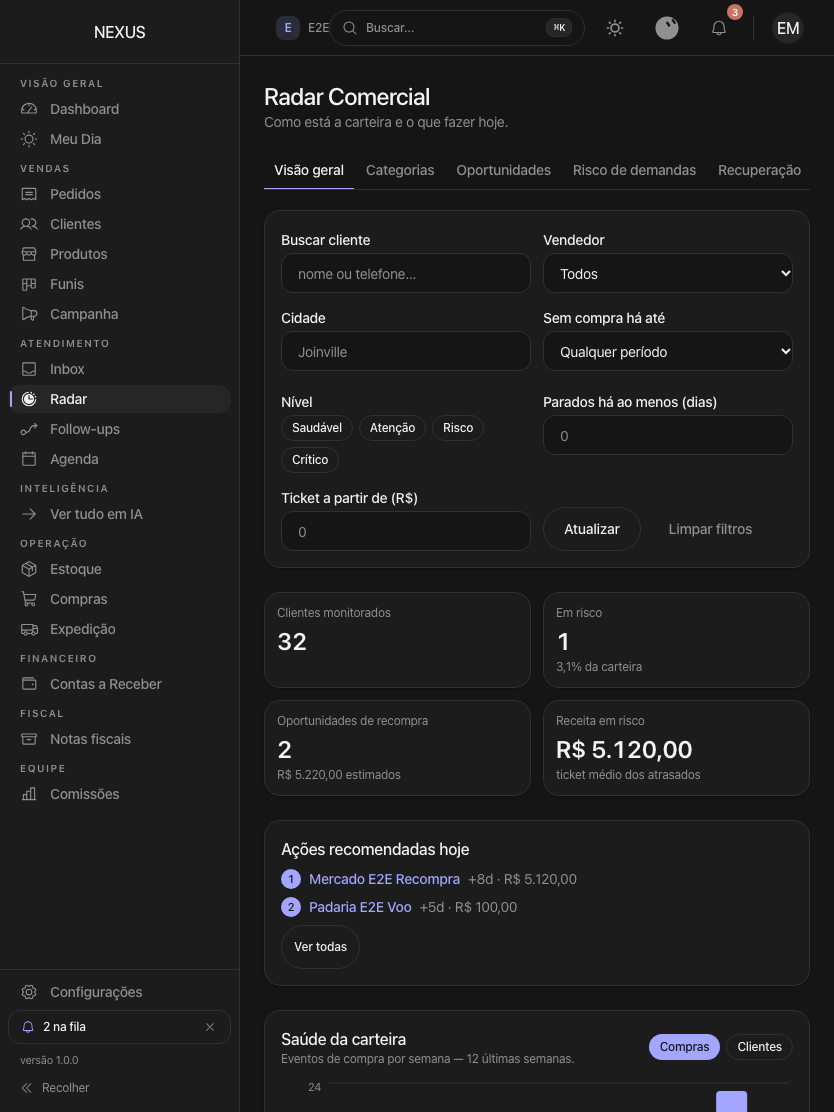 NEXUS
VISÃO GERAL
Dashboard
Meu Dia
VENDAS
Pedidos
Clientes
Produtos
Funis
Campanha
ATENDIMENTO
Inbox
Radar
Follow-ups
Agenda
INTELIGÊNCIA
Ver tudo em IA
OPERAÇÃO
Estoque
Compras
Expedição
FINANCEIRO
Contas a Receber
FISCAL
Notas fiscais
EQUIPE
Comissões
Configurações
2 na fila
versão 1.0.0
Recolher
E E2E Buscar... ⌘K 3 EM
Radar Comercial
Como está a carteira e o que fazer hoje.
Visão geral Categorias Oportunidades Risco de demandas Recuperação
Buscar cliente
nome ou telefone...
Vendedor
Todos
Cidade
Joinville
Sem compra há até
Qualquer período
Nível
Saudável Atenção Risco
Crítico
Parados há ao menos (dias)
0
Ticket a partir de (R$)
0
Atualizar Limpar filtros
Clientes monitorados
32
Em risco
1
3,1% da carteira
Oportunidades de recompra
2
R$ 5.220,00 estimados
Receita em risco
R$ 5.120,00
ticket médio dos atrasados
Ações recomendadas hoje
1 Mercado E2E Recompra +8d · R$ 5.120,00
2 Padaria E2E Voo +5d · R$ 100,00
Ver todas
Saúde da carteira
Eventos de compra por semana — 12 últimas semanas.
Compras Clientes
24